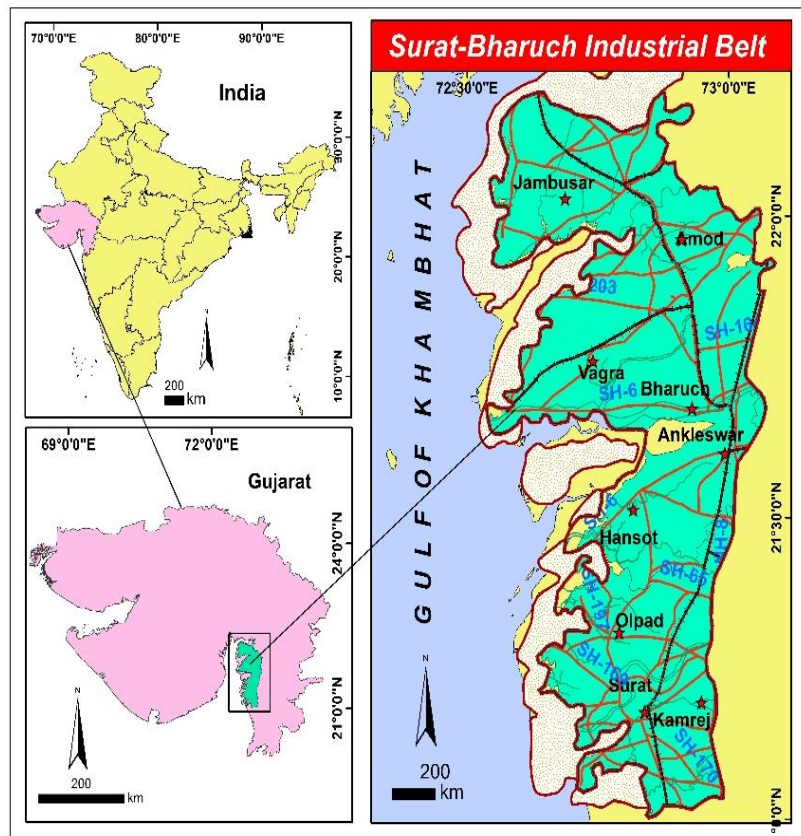 70°0'0"E 80°0'0"E 90°0'0"E
India
30°0'0"N
20°0'0"N
10°0'0"N
N
200
km
69°0'0"E 72°0'0"E
Gujarat
24°0'0"N
21°0'0"N
N
200
km
Surat-Bharuch Industrial Belt
72°30'0"E 73°0'0"E
GULF OF KHAMBHAT
Jambusar
22°0'0"N
mod
203
SH-16
Vagra
SH-6
Bharuch
Ankleswar
21°30'0"N
Hansot
SH-65
SH-197
Olpad
SH-169
Surat
Kamrej
SH-170
N
200
km